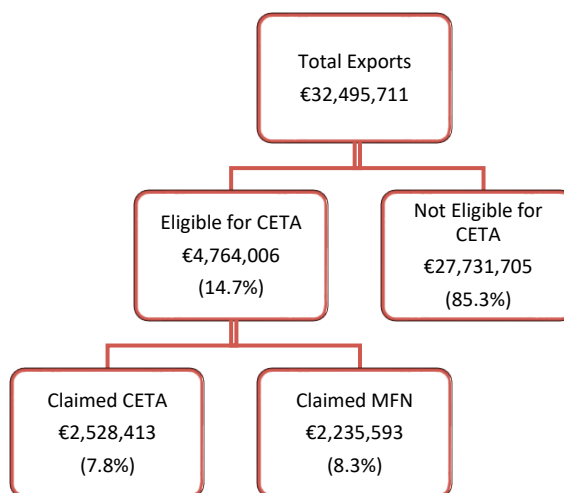 Total Exports
€32,495,711
Eligible for CETA
€4,764,006
(14.7%)
Not Eligible for
CETA
€27,731,705
(85.3%)
Claimed CETA
€2,528,413
(7.8%)
Claimed MFN
€2,235,593
(8.3%)